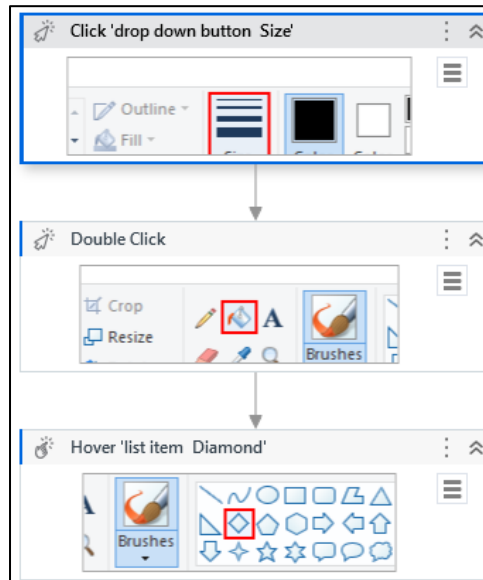 Click 'drop down button  Size'
Outline
Fill
Double Click
Crop
Resize
A
Brushes
Hover 'list item  Diamond'
Brushes